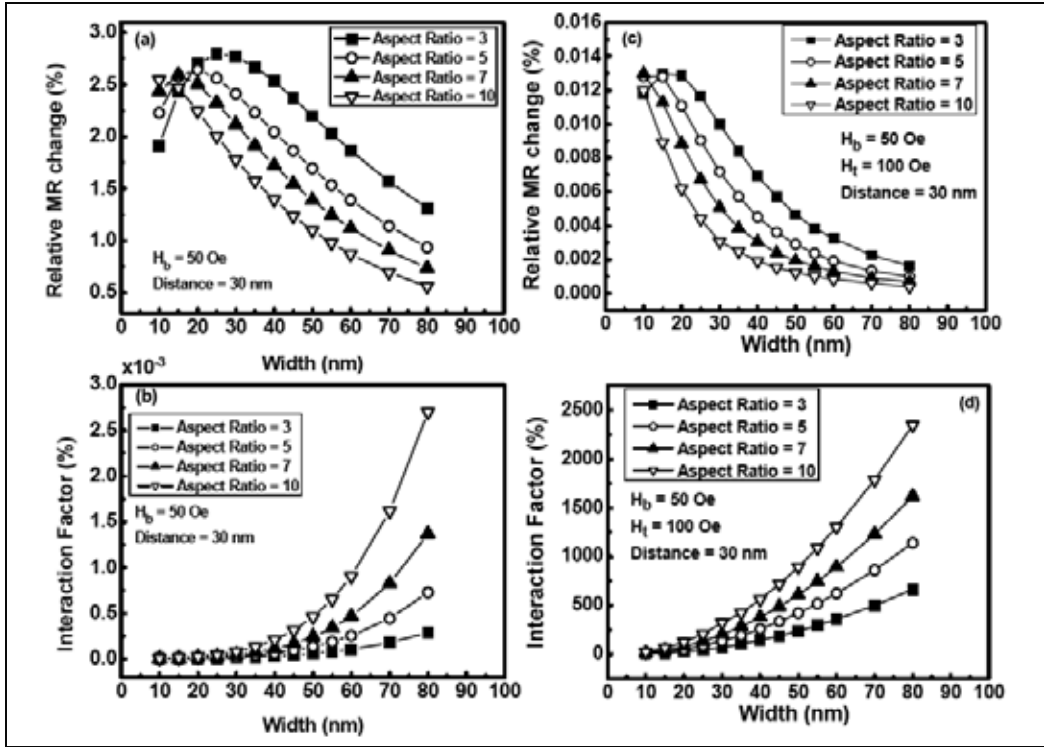 (a)
Aspect Ratio = 3
Aspect Ratio = 5
Aspect Ratio = 7
Aspect Ratio = 10
3.0
2.5
2.0
1.5
1.0
0.5
Relative MR change (%)
H_b = 50 Oe
Distance = 30 nm
0 10 20 30 40 50 60 70 80 90 100
Width (nm)
(c)
Aspect Ratio = 3
Aspect Ratio = 5
Aspect Ratio = 7
Aspect Ratio = 10
0.016
0.014
0.012
0.010
0.008
0.006
0.004
0.002
0.000
Relative MR change (%)
H_b = 50 Oe
H_t = 100 Oe
Distance = 30 nm
0 10 20 30 40 50 60 70 80 90 100
Width (nm)
x10^-3
(b)
Aspect Ratio = 3
Aspect Ratio = 5
Aspect Ratio = 7
Aspect Ratio = 10
3.0
2.5
2.0
1.5
1.0
0.5
0.0
Interaction Factor (%)
H_b = 50 Oe
Distance = 30 nm
0 10 20 30 40 50 60 70 80 90 100
Width (nm)
(d)
Aspect Ratio = 3
Aspect Ratio = 5
Aspect Ratio = 7
Aspect Ratio = 10
2500
2000
1500
1000
500
0
Interaction Factor (%)
H_b = 50 Oe
H_t = 100 Oe
Distance = 30 nm
0 10 20 30 40 50 60 70 80 90 100
Width (nm)